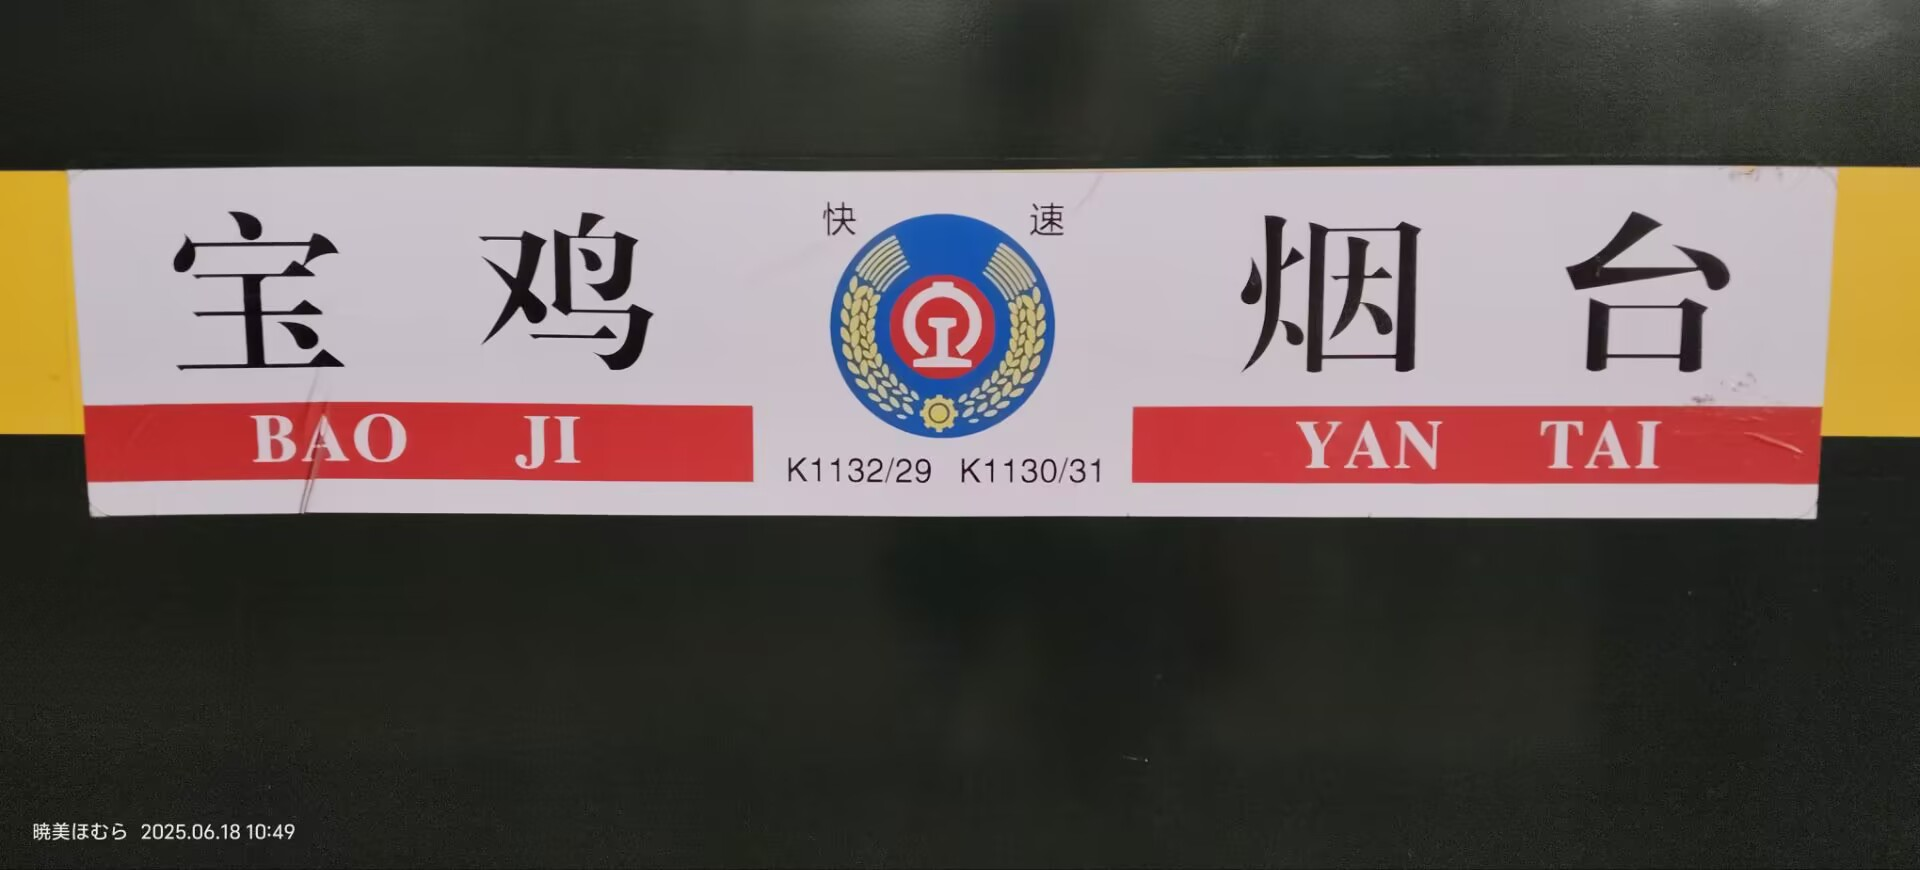 快 速
宝 鸡 烟 台
BAO JI YAN TAI
K1132/29 K1130/31
暁美ほむら 2025.06.18 10:49